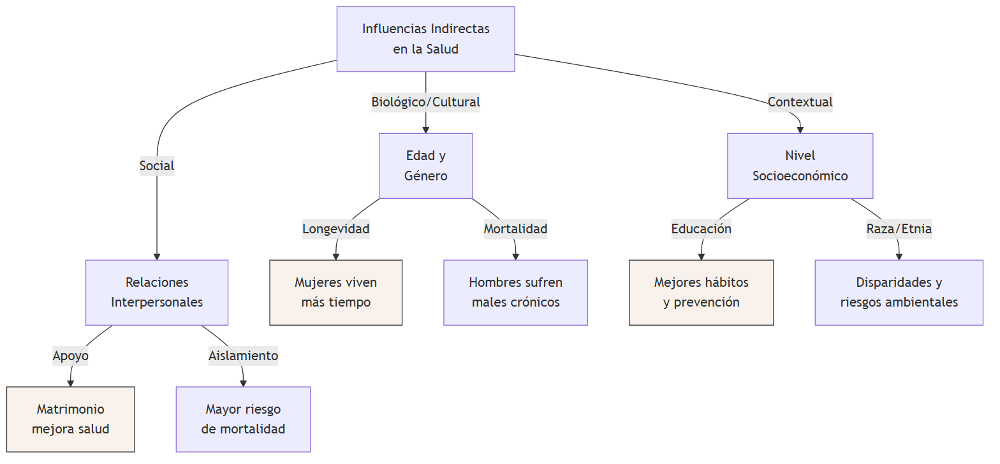 Influencias Indirectas
en la Salud
Biológico/Cultural
Contextual
Social
Edad y
Género
Nivel
Socioeconómico
Longevidad
Mortalidad
Educación
Raza/Etnia
Relaciones
Interpersonales
Mujeres viven
más tiempo
Hombres sufren
males crónicos
Mejores hábitos
y prevención
Disparidades y
riesgos ambientales
Apoyo
Aislamiento
Matrimonio
mejora salud
Mayor riesgo
de mortalidad